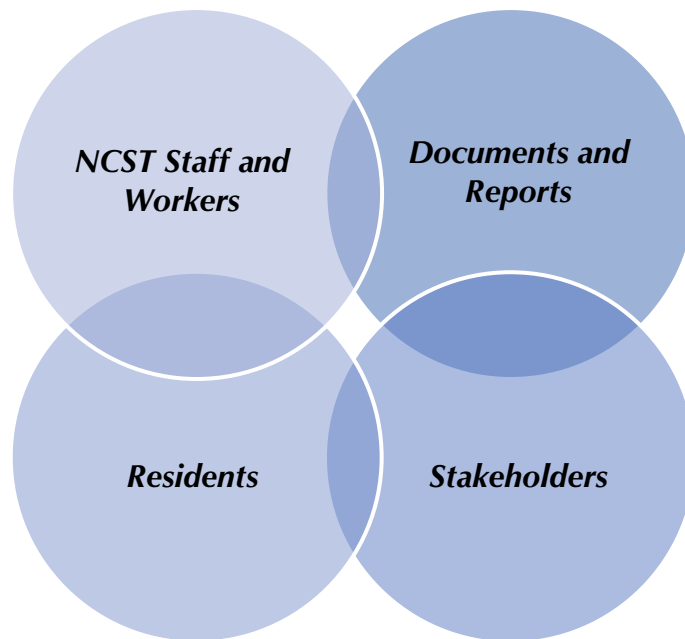 NCST Staff and
Workers
Documents and
Reports
Residents
Stakeholders